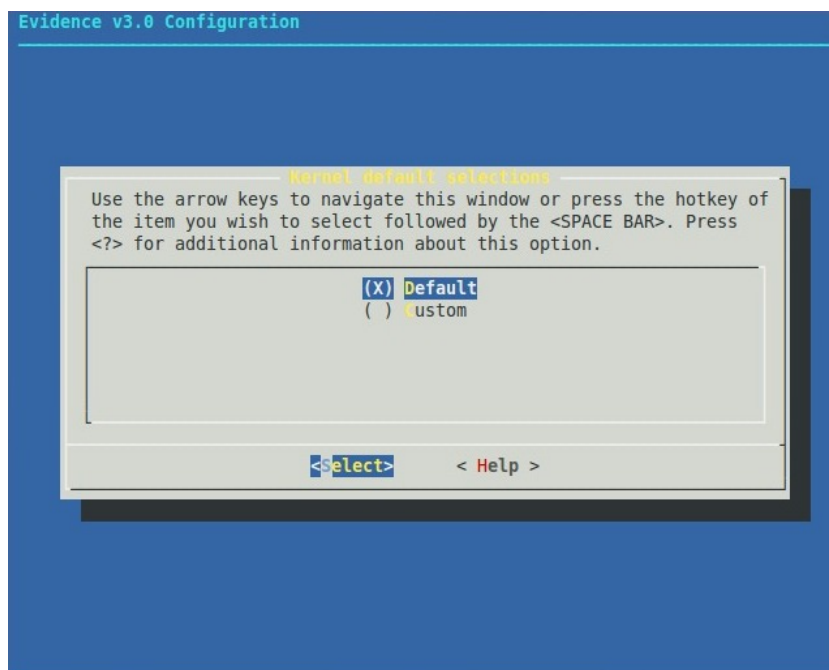 Evidence v3.0 Configuration
Kernel default selections
Use the arrow keys to navigate this window or press the hotkey of
the item you wish to select followed by the <SPACE BAR>. Press
<?> for additional information about this option.
(X) Default
( ) Custom
<Select> < Help >